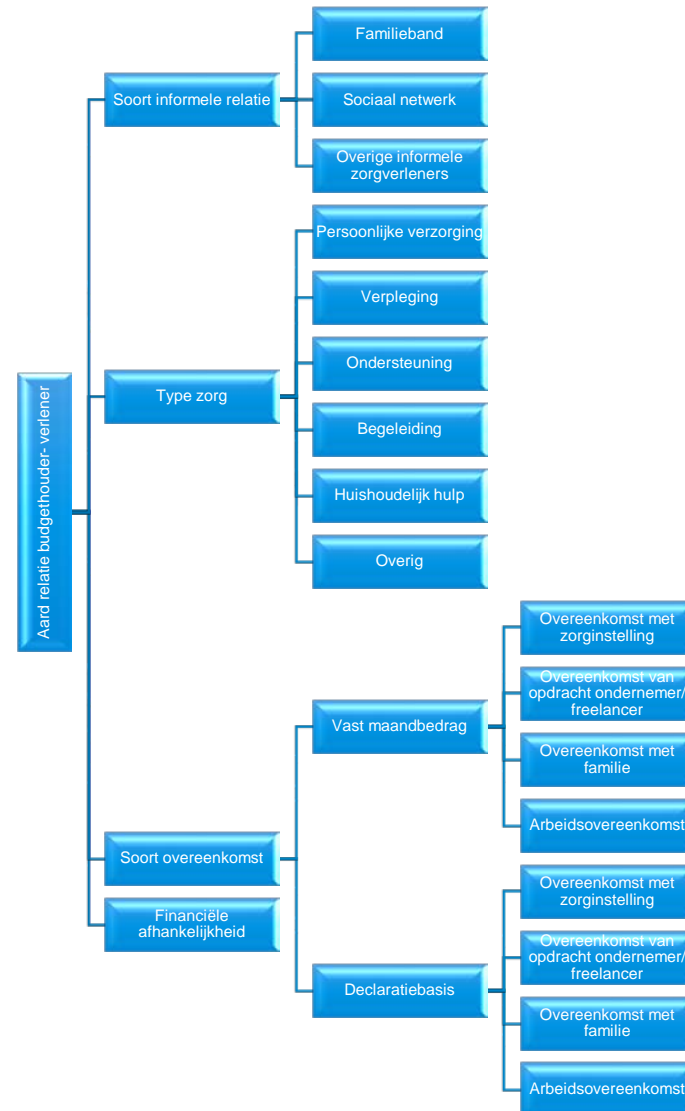 Aard relatie budgethouder- verlener
Soort informele relatie
Familieband
Sociaal netwerk
Overige informele
zorgverleners
Type zorg
Persoonlijke verzorging
Verpleging
Ondersteuning
Begeleiding
Huishoudelijk hulp
Overig
Soort overeenkomst
Vast maandbedrag
Overeenkomst met
zorginstelling
Overeenkomst van
opdracht ondernemer/
freelancer
Overeenkomst met
familie
Arbeidsovereenkomst
Declaratiebasis
Overeenkomst met
zorginstelling
Overeenkomst van
opdracht ondernemer/
freelancer
Overeenkomst met
familie
Arbeidsovereenkomst
Financiële
afhankelijkheid